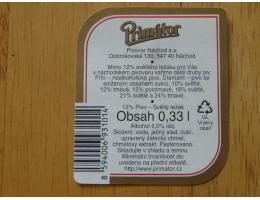 Primátor
Pivovar Náchod a.s.
Dobrošovská 130, 547 40 Náchod
Mimo 12% světlého ležáku pro Vás
v náchodském pivovaru vaříme další druhy piv:
Pito - nealkoholické pivo, Diamant - pivo se
sníženým obsahem cukrů, 10% světlé,
12% tmavé, 16% světlé
21% světlé a 24% tmavé.
12% Pivo - Světlý ležák
Obsah 0,33 l
Alkohol 5,0% obj.
Složení: voda, ječný slad, cukr,
upravený žatecký chmel,
chmelový extrakt. Pasterováno.
Skladujte v chladu a temnu.
Minimální trvanlivost do:
uvedeno na přední etiketě.
http://www.primator.cz
GL
Vratný
obal
8 594006 931014